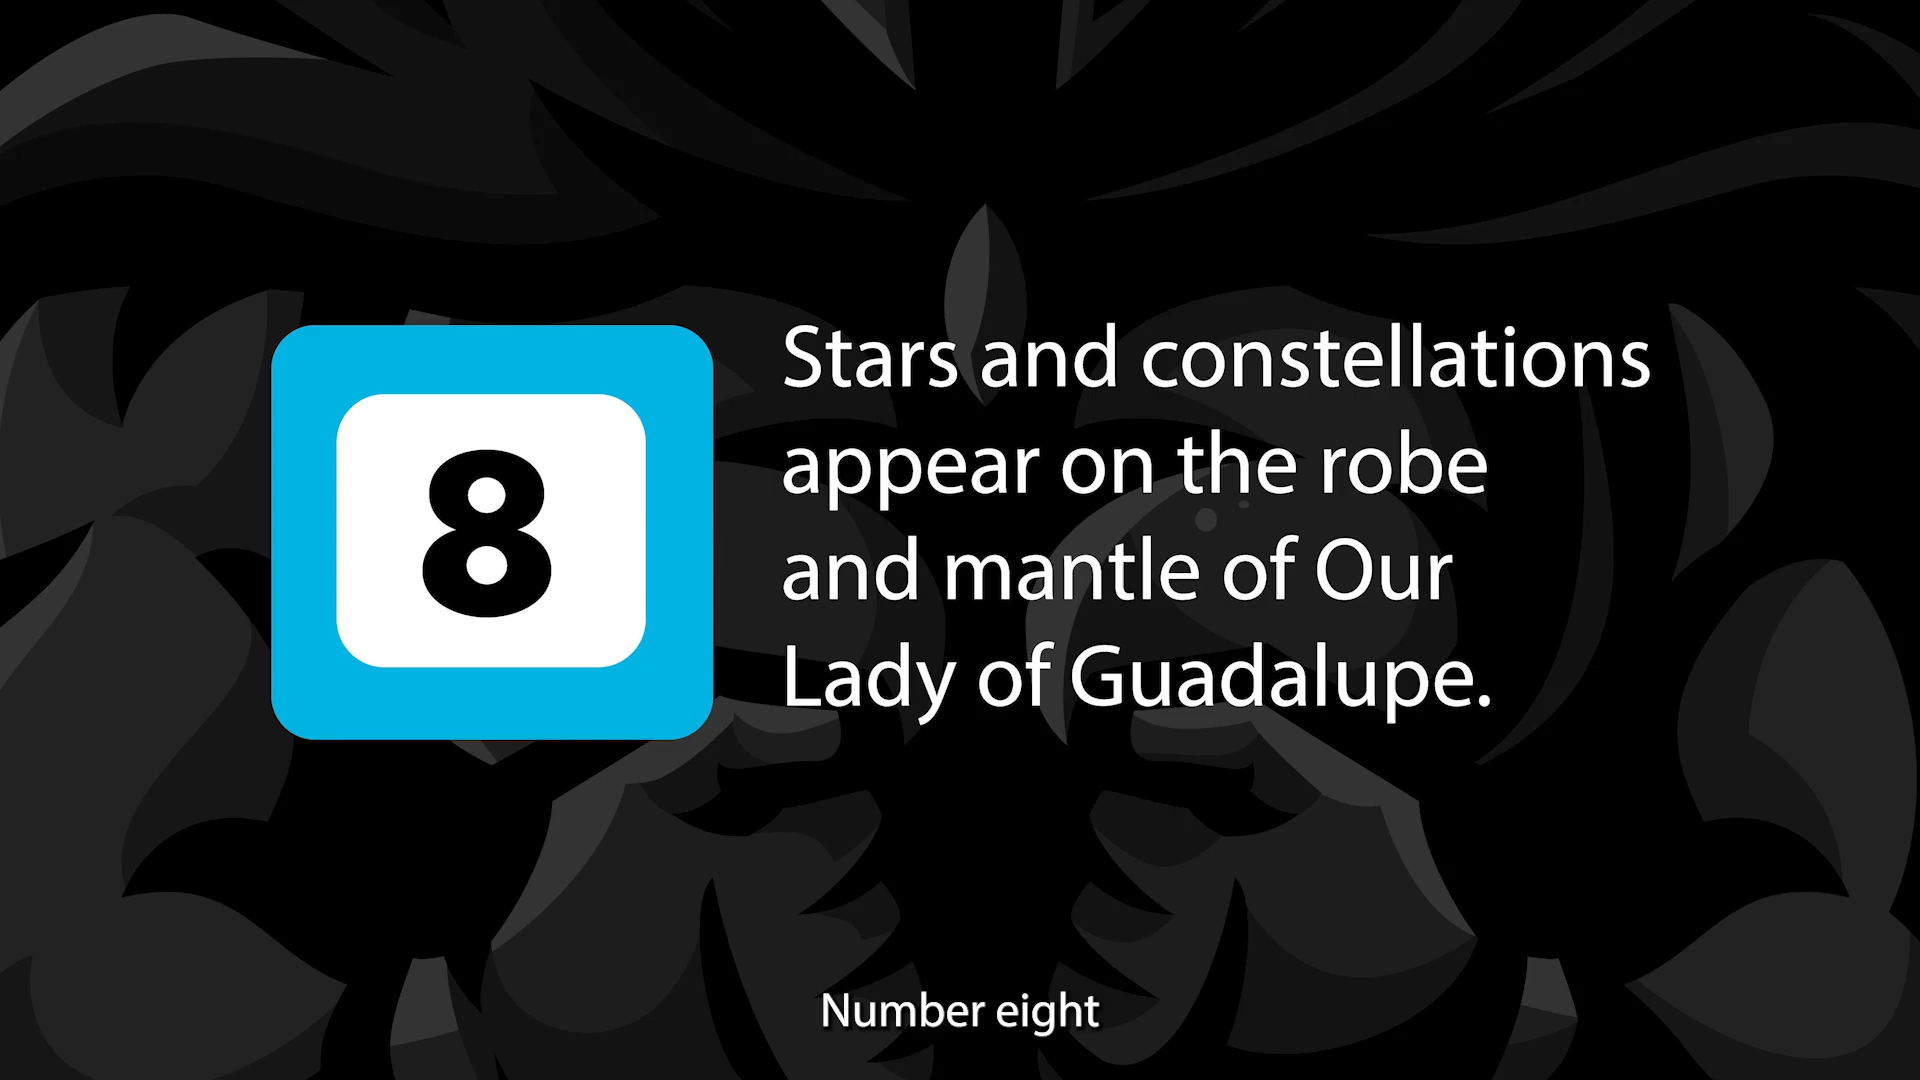 8
Stars and constellations
appear on the robe
and mantle of Our
Lady of Guadalupe.
Number eight